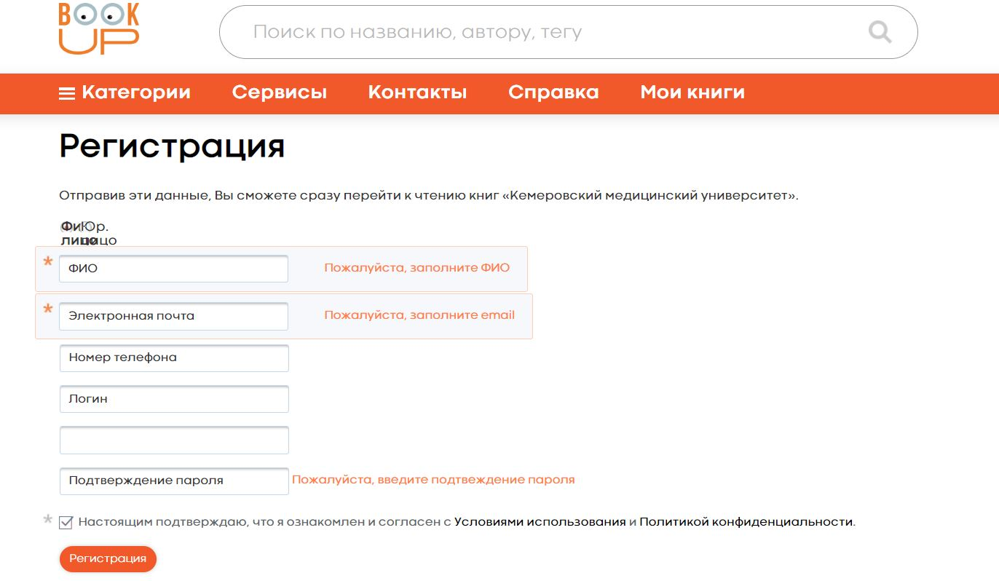 BOOK
UP
Поиск по названию, автору, тегу
Категории Сервисы Контакты Справка Мои книги
Регистрация
Отправив эти данные, Вы сможете сразу перейти к чтению книг «Кемеровский медицинский университет».
Юр.
лицо
* ФИО Пожалуйста, заполните ФИО
* Электронная почта Пожалуйста, заполните email
Номер телефона
Логин
Подтверждение пароля Пожалуйста, введите подтвеждение пароля
* Настоящим подтверждаю, что я ознакомлен и согласен с Условиями использования и Политикой конфиденциальности.
Регистрация